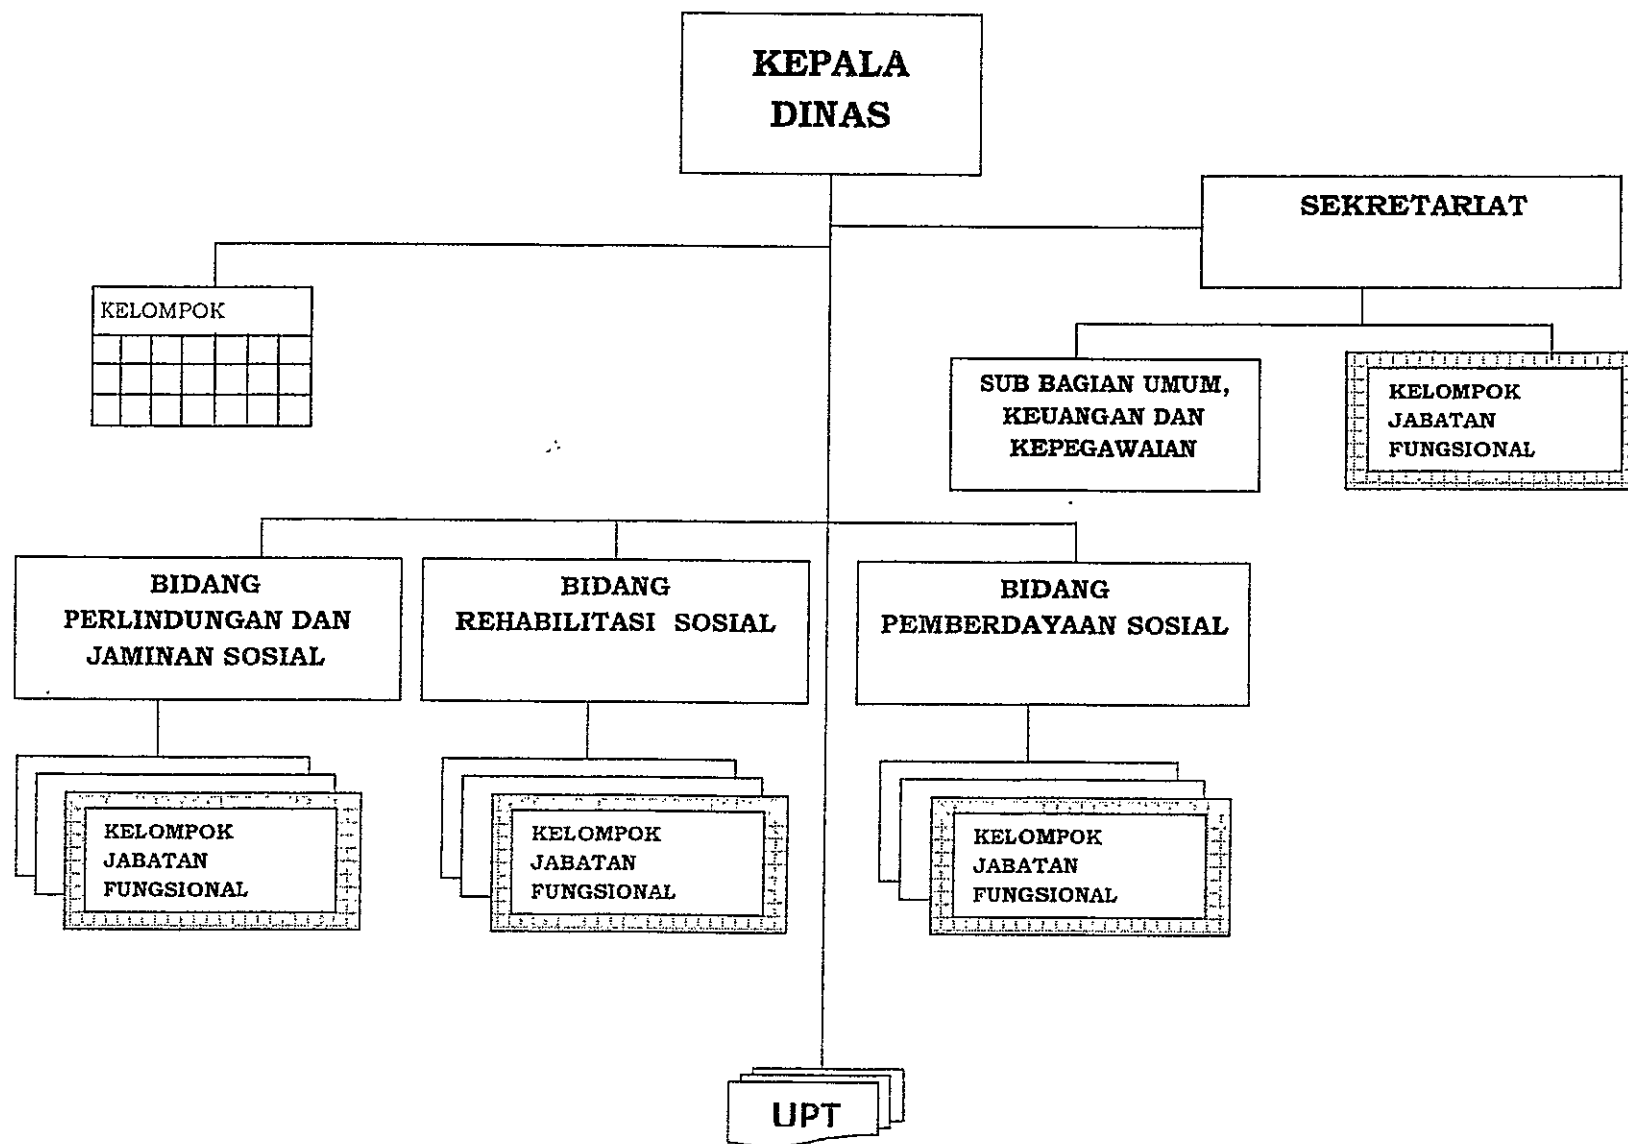 KEPALA
DINAS
SEKRETARIAT
KELOMPOK
SUB BAGIAN UMUM,
KEUANGAN DAN
KEPEGAWAIAN
KELOMPOK
JABATAN
FUNGSIONAL
BIDANG
PERLINDUNGAN DAN
JAMINAN SOSIAL
BIDANG
REHABILITASI SOSIAL
BIDANG
PEMBERDAYAAN SOSIAL
KELOMPOK
JABATAN
FUNGSIONAL
KELOMPOK
JABATAN
FUNGSIONAL
KELOMPOK
JABATAN
FUNGSIONAL
UPT